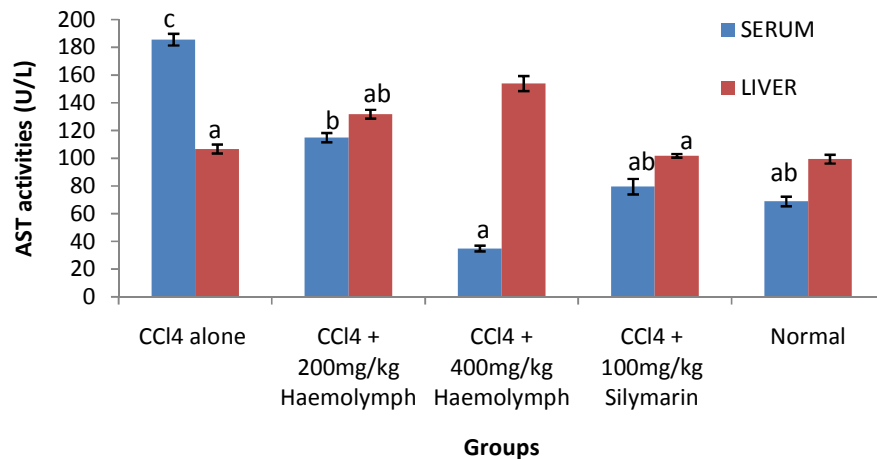 AST activities (U/L)
200
180
160
140
120
100
80
60
40
20
0
c
a
b
ab
a
ab
a
ab
SERUM
LIVER
CCl4 alone
CCl4 +
200mg/kg
Haemolymph
CCl4 +
400mg/kg
Haemolymph
CCl4 +
100mg/kg
Silymarin
Normal
Groups